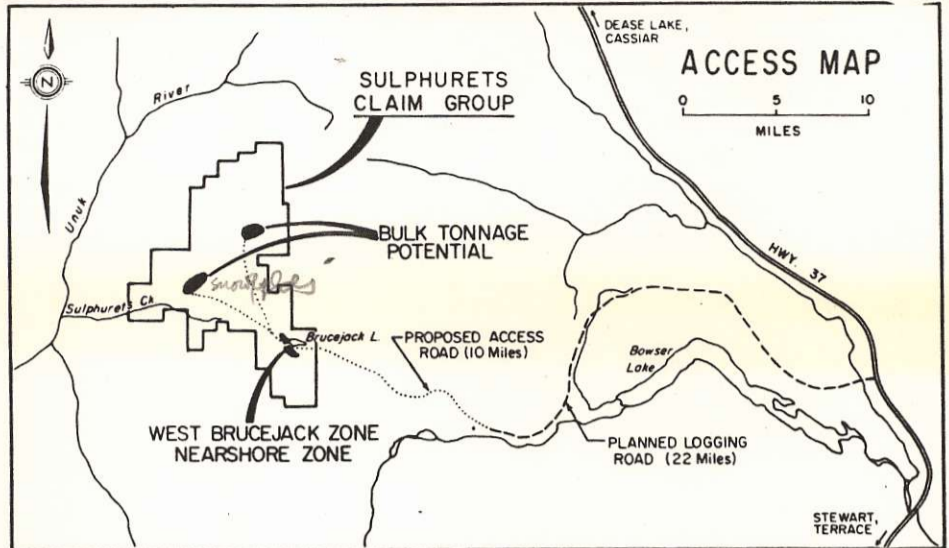 DEASE LAKE,
CASSIAR
ACCESS MAP
0 5 10
MILES
N
River
Unuk
SULPHURETS
CLAIM GROUP
BULK TONNAGE
POTENTIAL
HWY. 37
Sulphurets Ck
Brucejack L.
PROPOSED ACCESS
ROAD (10 Miles)
Bowser
Lake
WEST BRUCEJACK ZONE
NEARSHORE ZONE
PLANNED LOGGING
ROAD (22 Miles)
STEWART,
TERRACE